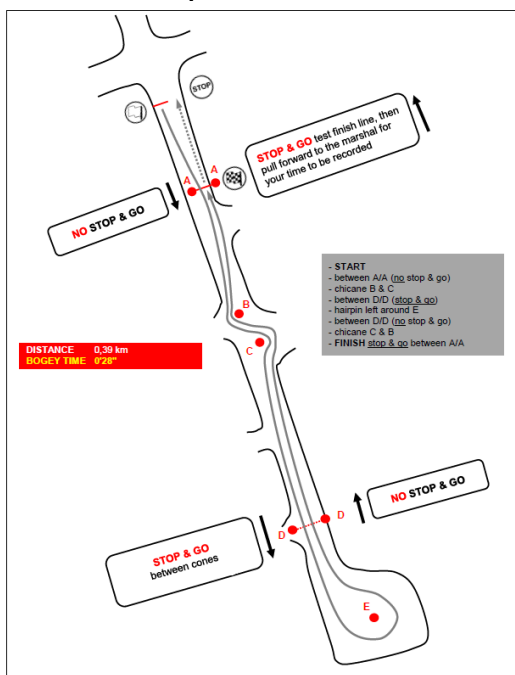 STOP
STOP & GO test finish line, then
pull forward to the marshal for
your time to be recorded
A
A
NO STOP & GO
- START
- between A/A (no stop & go)
- chicane B & C
- between D/D (stop & go)
- hairpin left around E
- between D/D (no stop & go)
- chicane C & B
- FINISH stop & go between A/A
B
C
DISTANCE 0,39 km
BOGEY TIME 0'28"
NO STOP & GO
D
D
STOP & GO
between cones
E